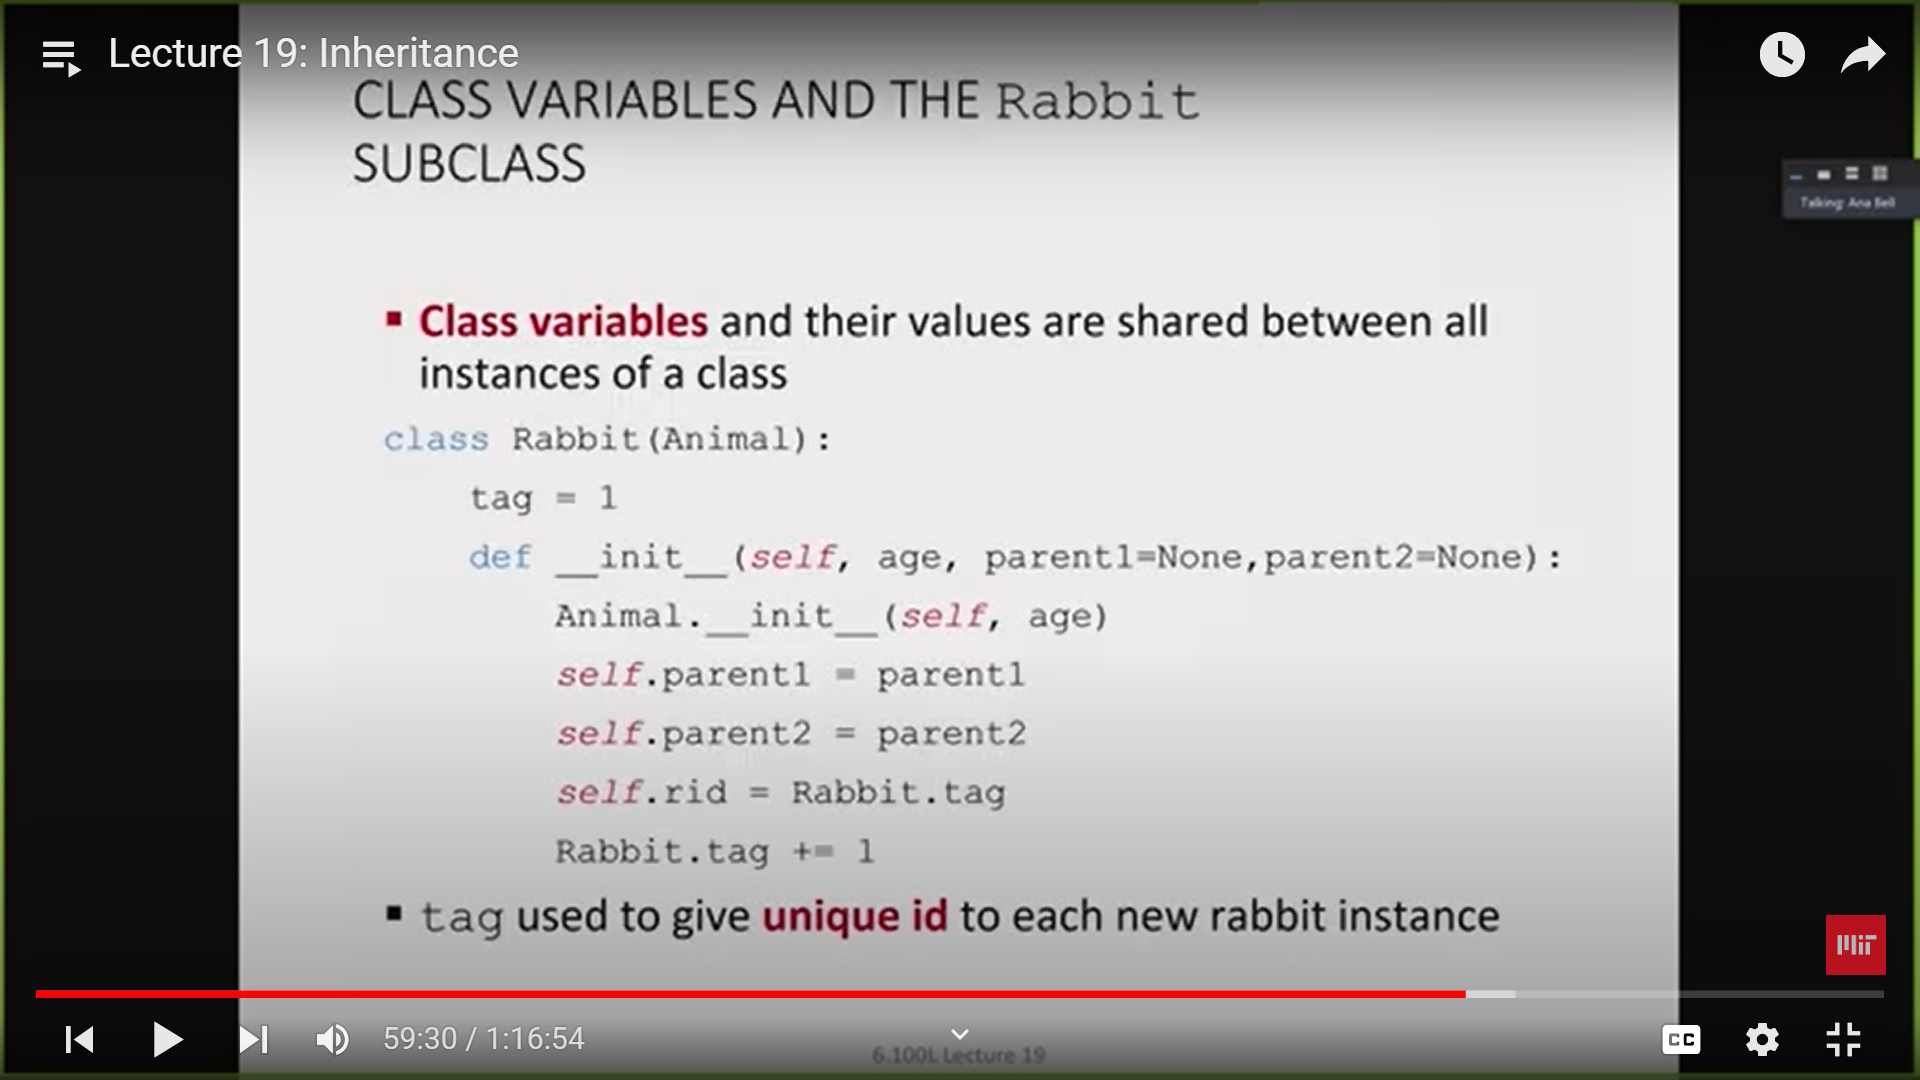 Lecture 19: Inheritance
CLASS VARIABLES AND THE Rabbit
SUBCLASS
Talking: Ana Bell
▪ Class variables and their values are shared between all
instances of a class
class Rabbit(Animal):
tag = 1
def __init__(self, age, parent1=None,parent2=None):
Animal.__init__(self, age)
self.parent1 = parent1
self.parent2 = parent2
self.rid = Rabbit.tag
Rabbit.tag += 1
▪ tag used to give unique id to each new rabbit instance
MIT
59:30 / 1:16:54
CC
6.100L Lecture 19